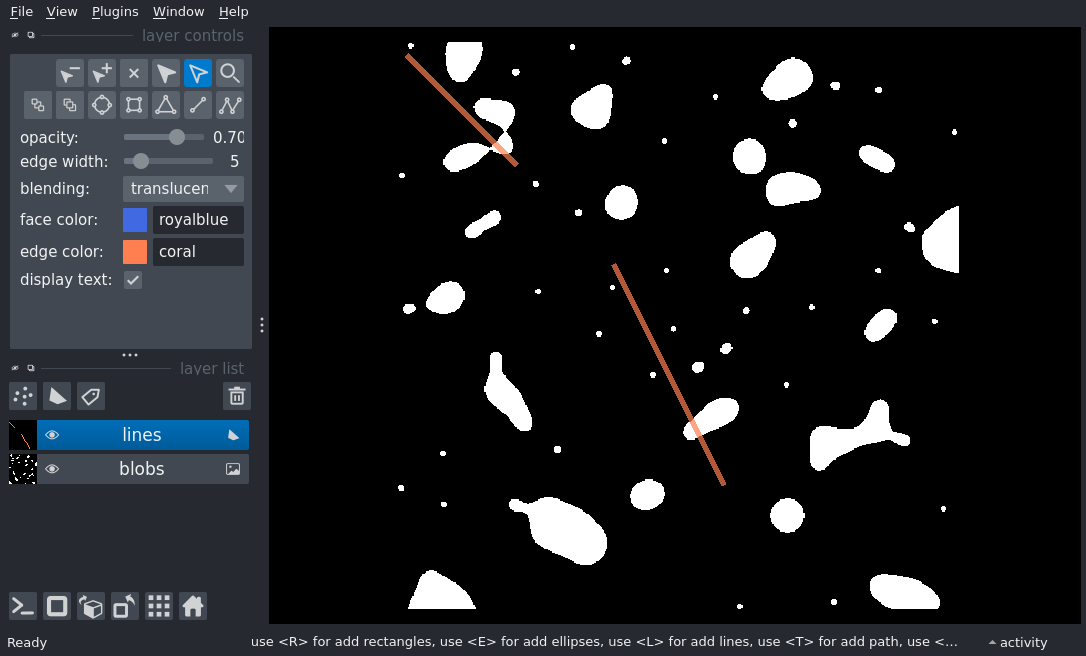 File View Plugins Window Help
layer controls
opacity: 0.70
edge width: 5
blending: translucen
face color: royalblue
edge color: coral
display text:
layer list
lines
blobs
Ready use <R> for add rectangles, use <E> for add ellipses, use <L> for add lines, use <T> for add path, use <... activity